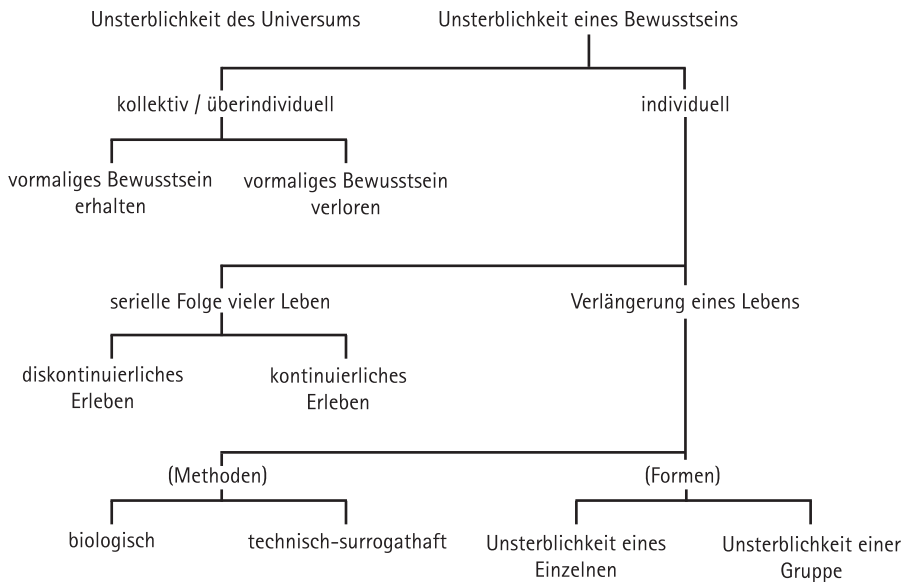 Unsterblichkeit des Universums
Unsterblichkeit eines Bewusstseins
kollektiv / überindividuell
individuell
vormaliges Bewusstsein
erhalten
vormaliges Bewusstsein
verloren
serielle Folge vieler Leben
Verlängerung eines Lebens
diskontinuierliches
Erleben
kontinuierliches
Erleben
(Methoden)
(Formen)
biologisch
technisch-surrogathaft
Unsterblichkeit eines
Einzelnen
Unsterblichkeit einer
Gruppe